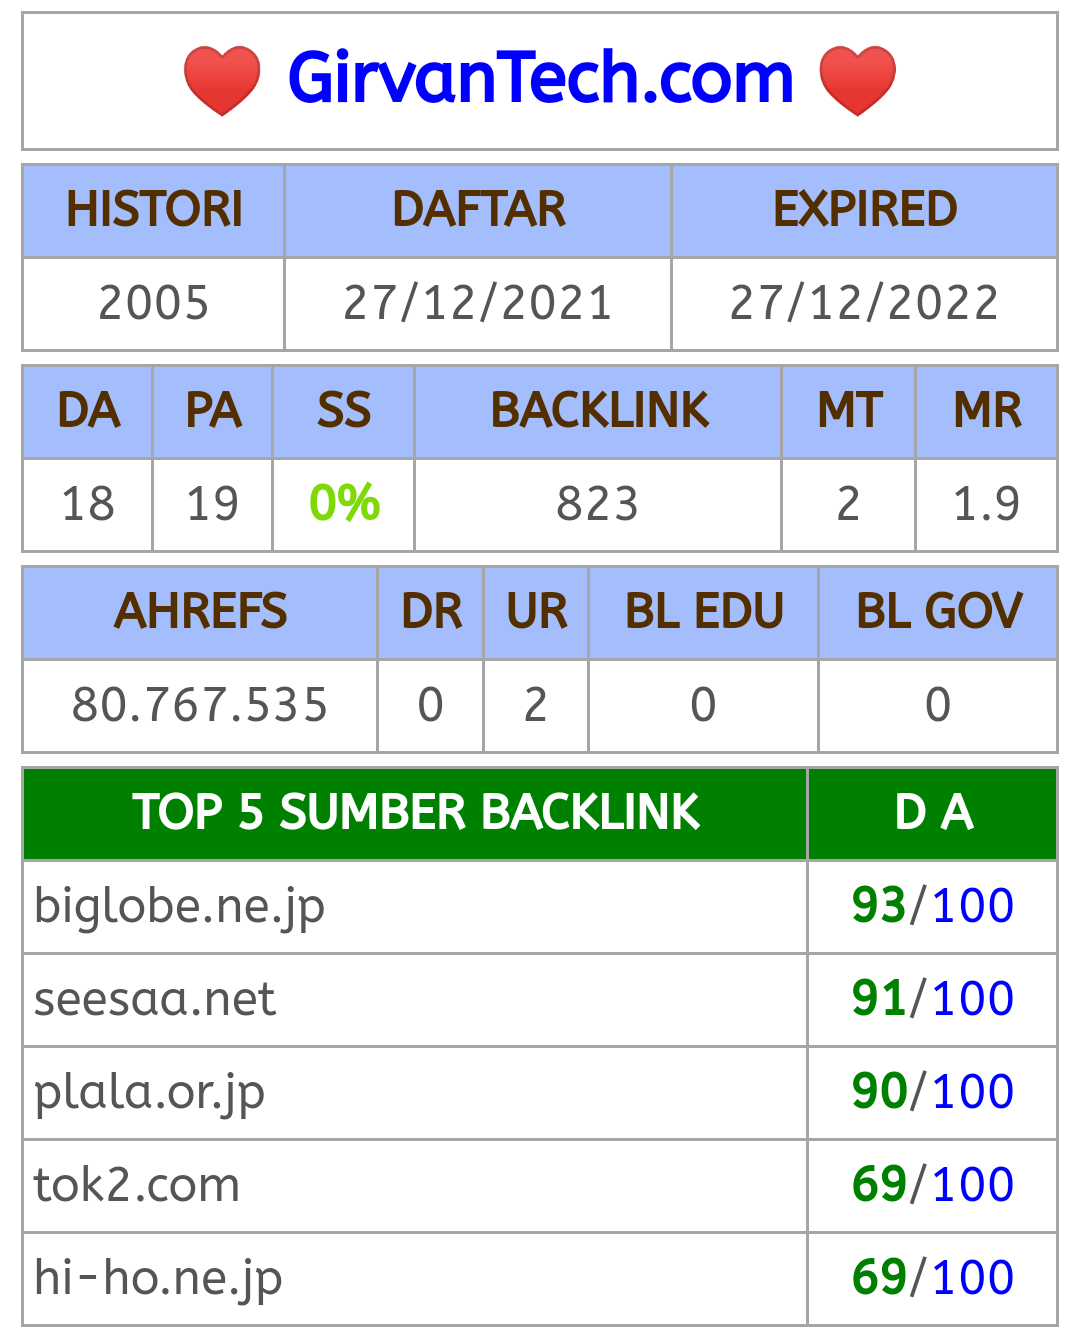 GirvanTech.com
HISTORI DAFTAR EXPIRED
2005 27/12/2021 27/12/2022
DA PA SS BACKLINK MT MR
18 19 0% 823 2 1.9
AHREFS DR UR BL EDU BL GOV
80.767.535 0 2 0 0
TOP 5 SUMBER BACKLINK D A
biglobe.ne.jp 93/100
seesaa.net 91/100
plala.or.jp 90/100
tok2.com 69/100
hi-ho.ne.jp 69/100